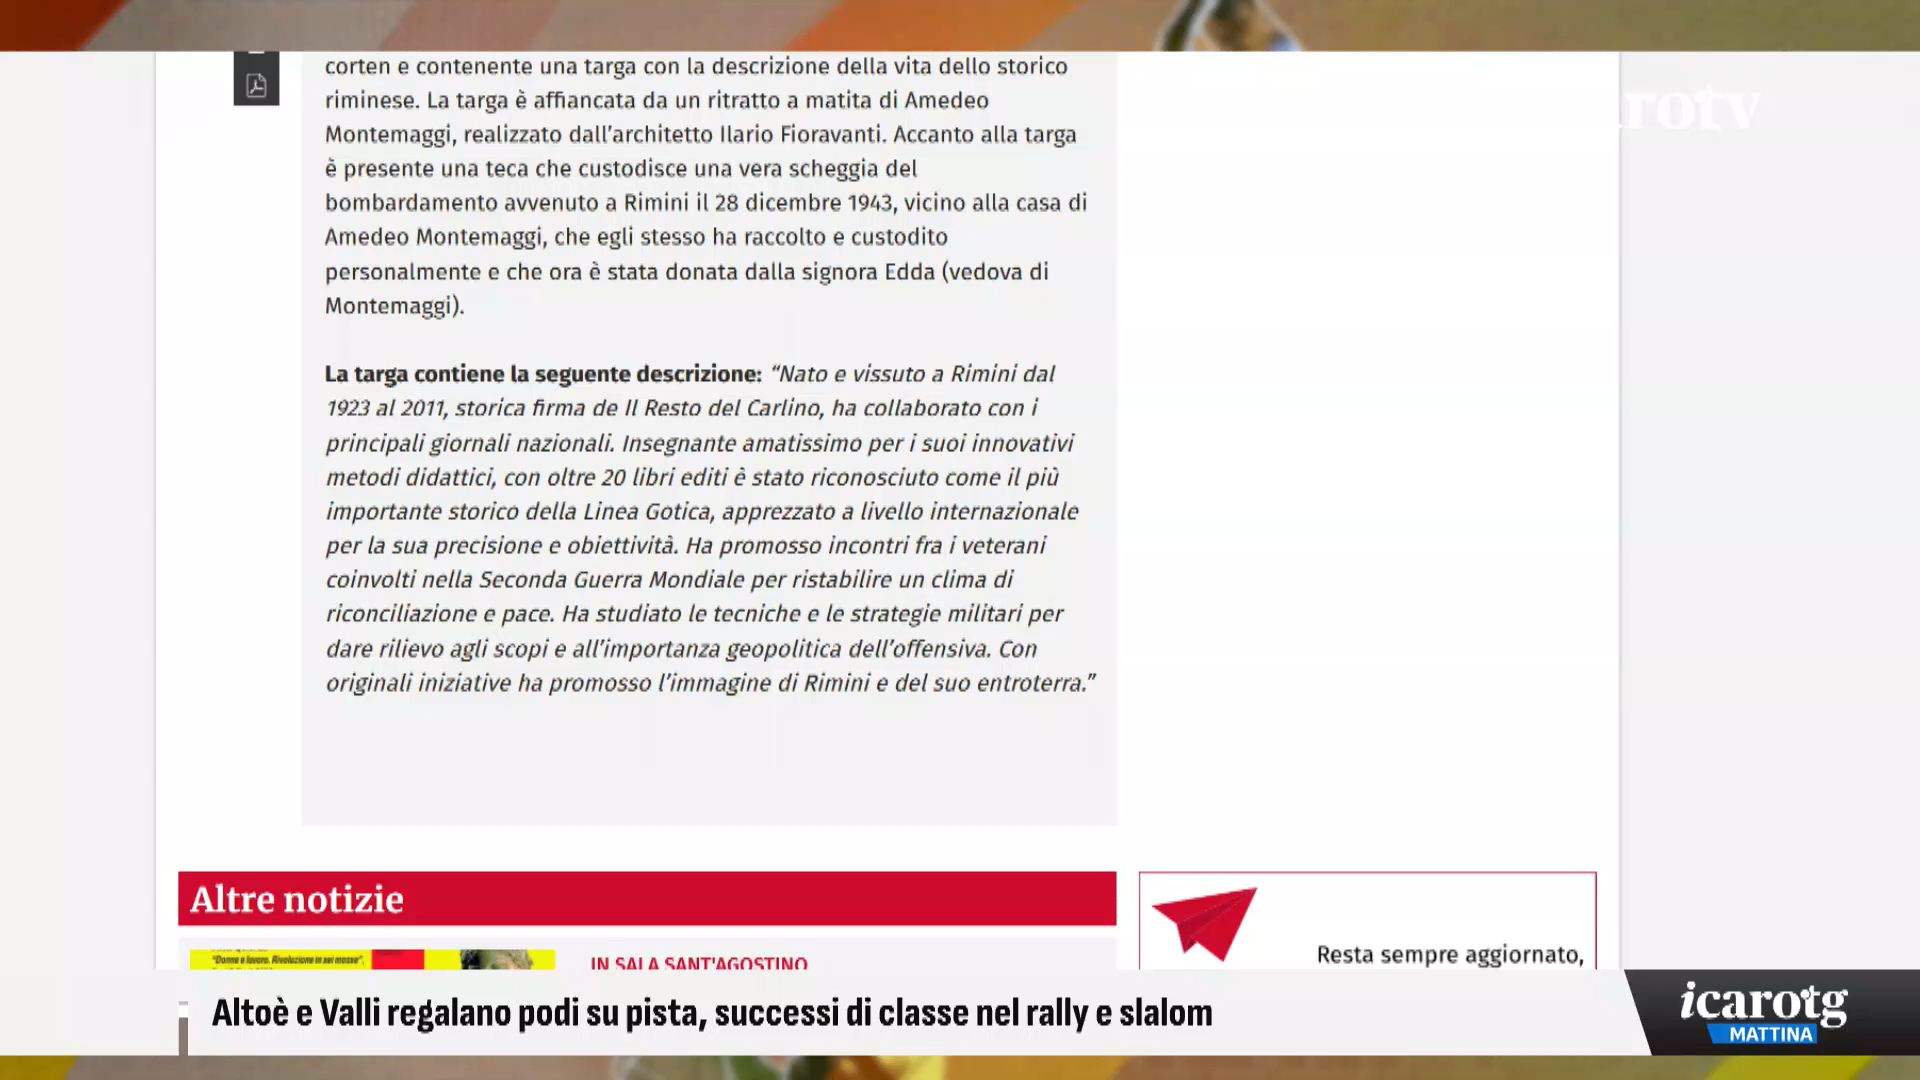 corten e contenente una targa con la descrizione della vita dello storico
riminese. La targa è affiancata da un ritratto a matita di Amedeo
Montemaggi, realizzato dall’architetto Ilario Fioravanti. Accanto alla targa
è presente una teca che custodisce una vera scheggia del
bombardamento avvenuto a Rimini il 28 dicembre 1943, vicino alla casa di
Amedeo Montemaggi, che egli stesso ha raccolto e custodito
personalmente e che ora è stata donata dalla signora Edda (vedova di
Montemaggi).
La targa contiene la seguente descrizione: “Nato e vissuto a Rimini dal
1923 al 2011, storica firma de Il Resto del Carlino, ha collaborato con i
principali giornali nazionali. Insegnante amatissimo per i suoi innovativi
metodi didattici, con oltre 20 libri editi è stato riconosciuto come il più
importante storico della Linea Gotica, apprezzato a livello internazionale
per la sua precisione e obiettività. Ha promosso incontri fra i veterani
coinvolti nella Seconda Guerra Mondiale per ristabilire un clima di
riconciliazione e pace. Ha studiato le tecniche e le strategie militari per
dare rilievo agli scopi e all’importanza geopolitica dell’offensiva. Con
originali iniziative ha promosso l’immagine di Rimini e del suo entroterra.”
rotv
Altre notizie
"Donne e lavoro. Rivoluzione in sei mosse",
IN SALA SANT'AGOSTINO
Resta sempre aggiornato,
Altoè e Valli regalano podi su pista, successi di classe nel rally e slalom
icarotg
MATTINA